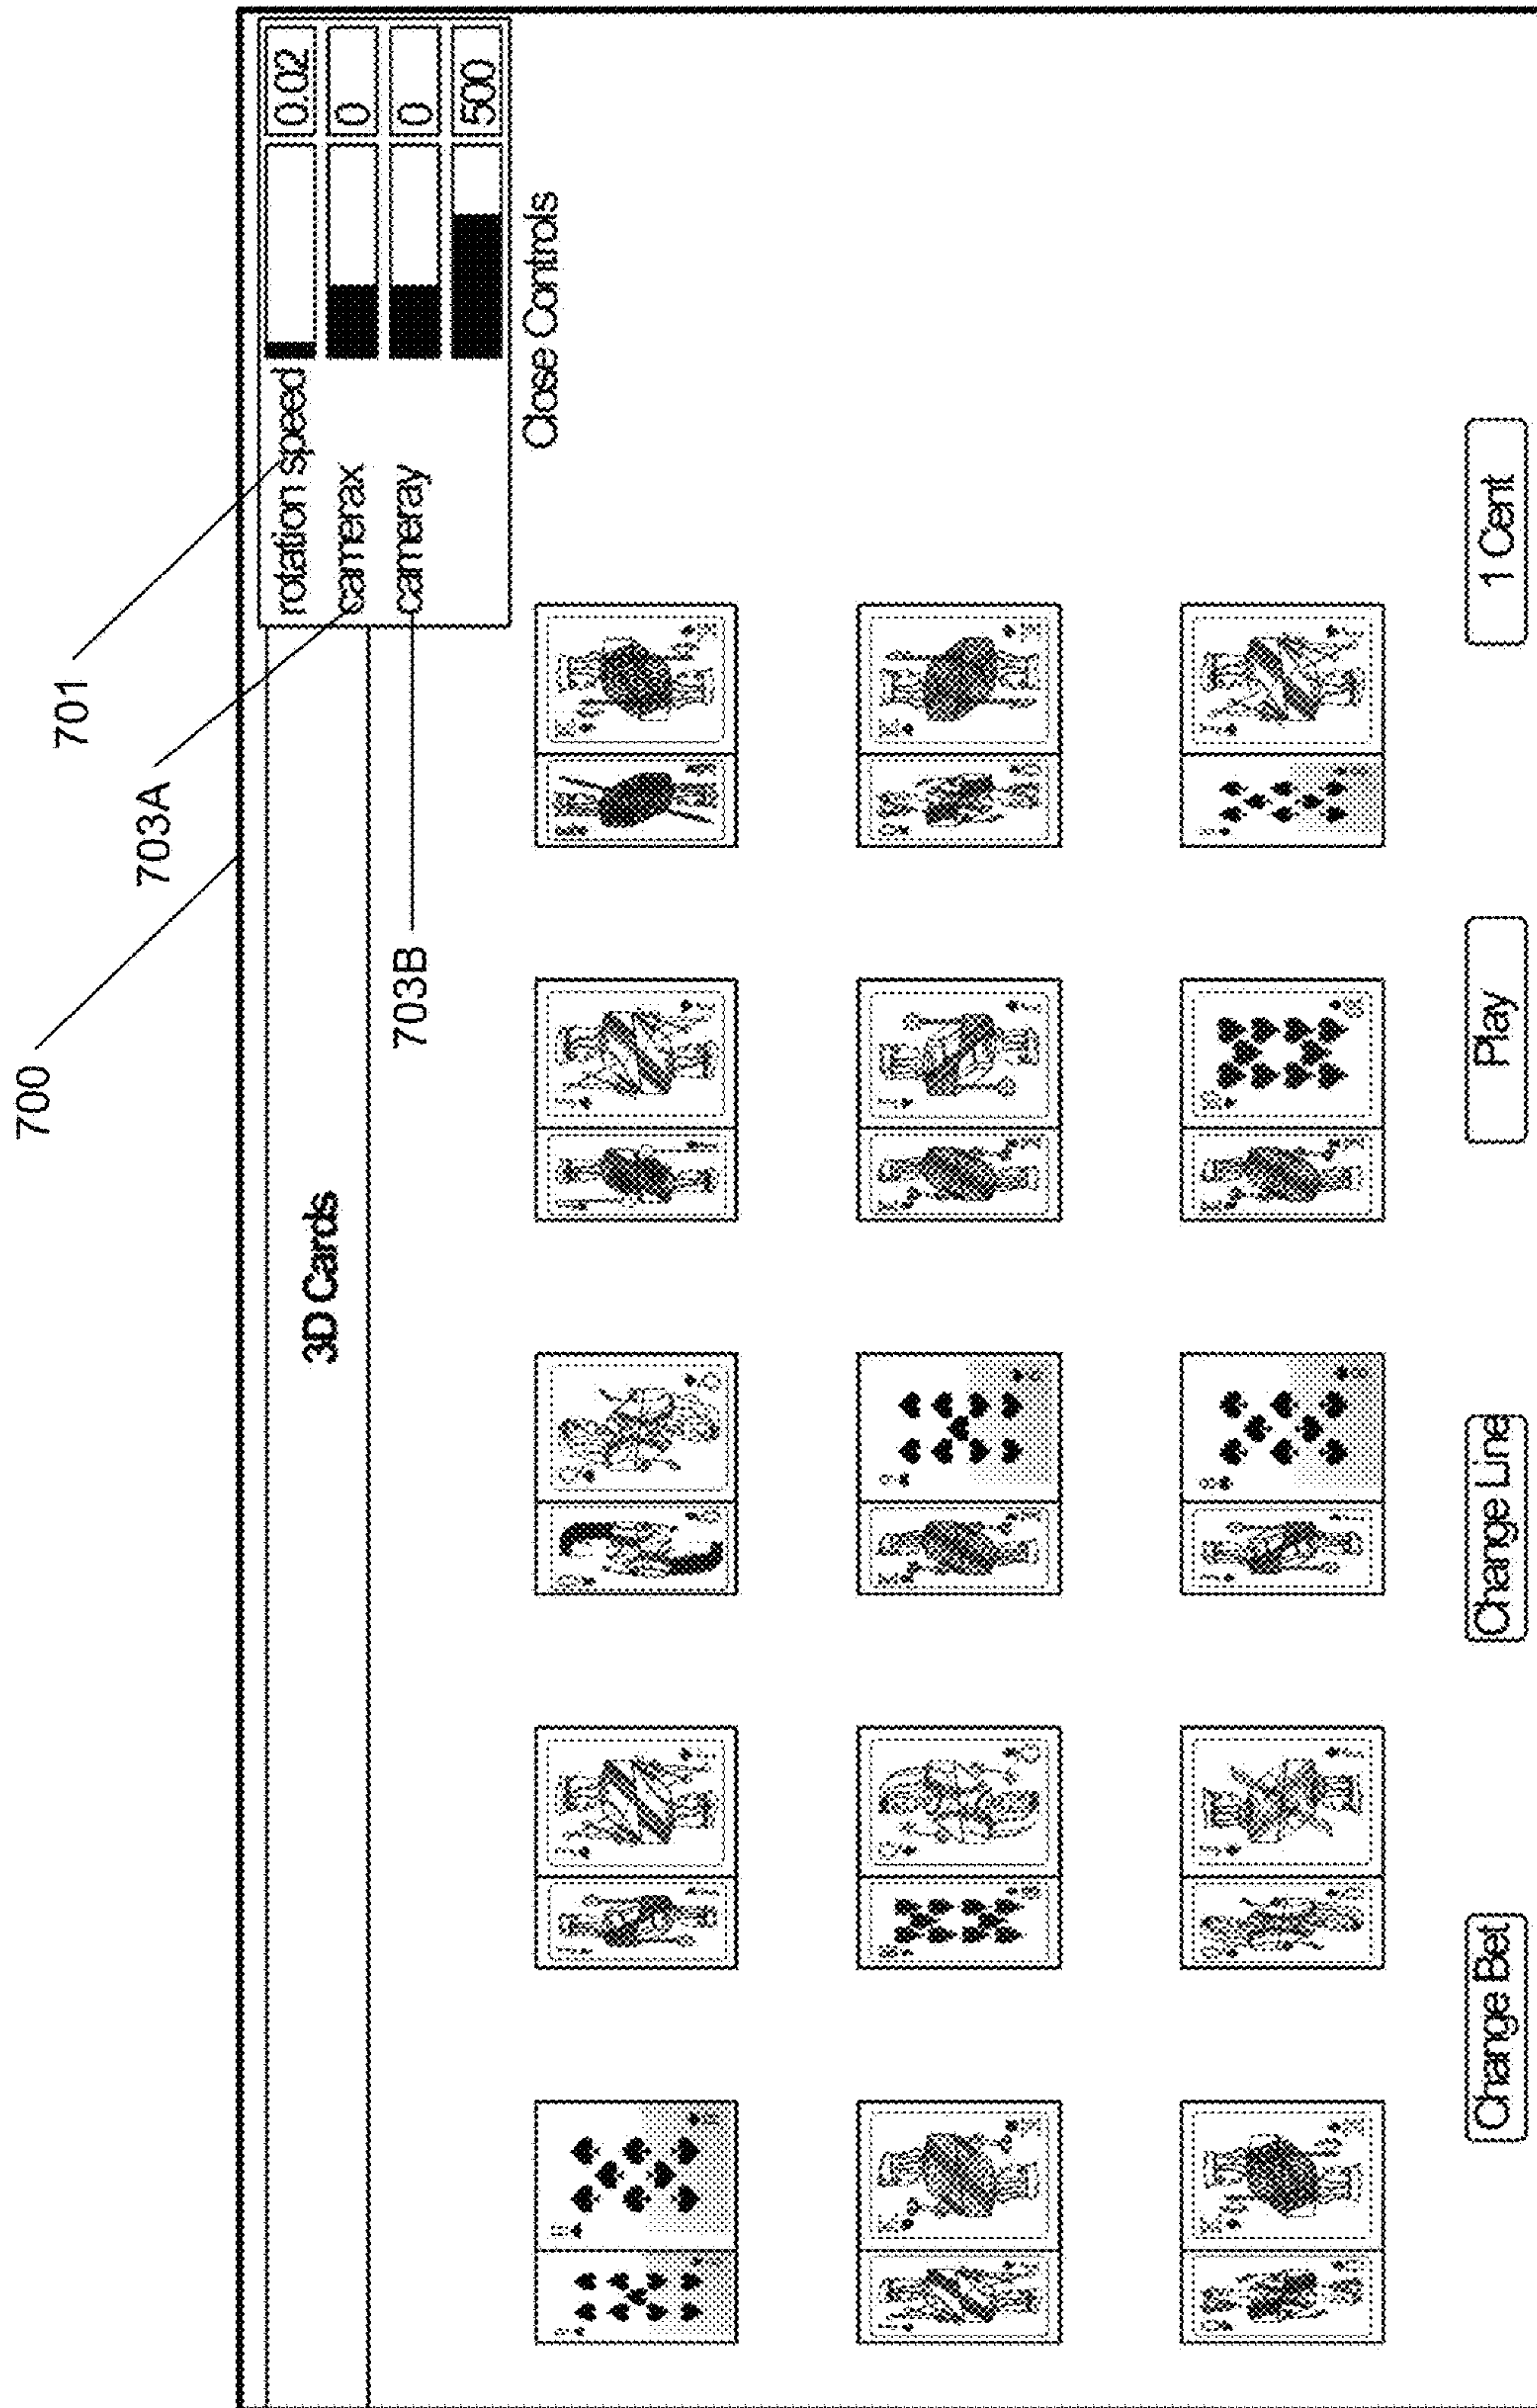 700
701
703A
703B
3D Cards
rotation speed 0.02
camerax 0
cameray 0
500
Close Controls
Change Bet
Change Line
Play
1 Cent